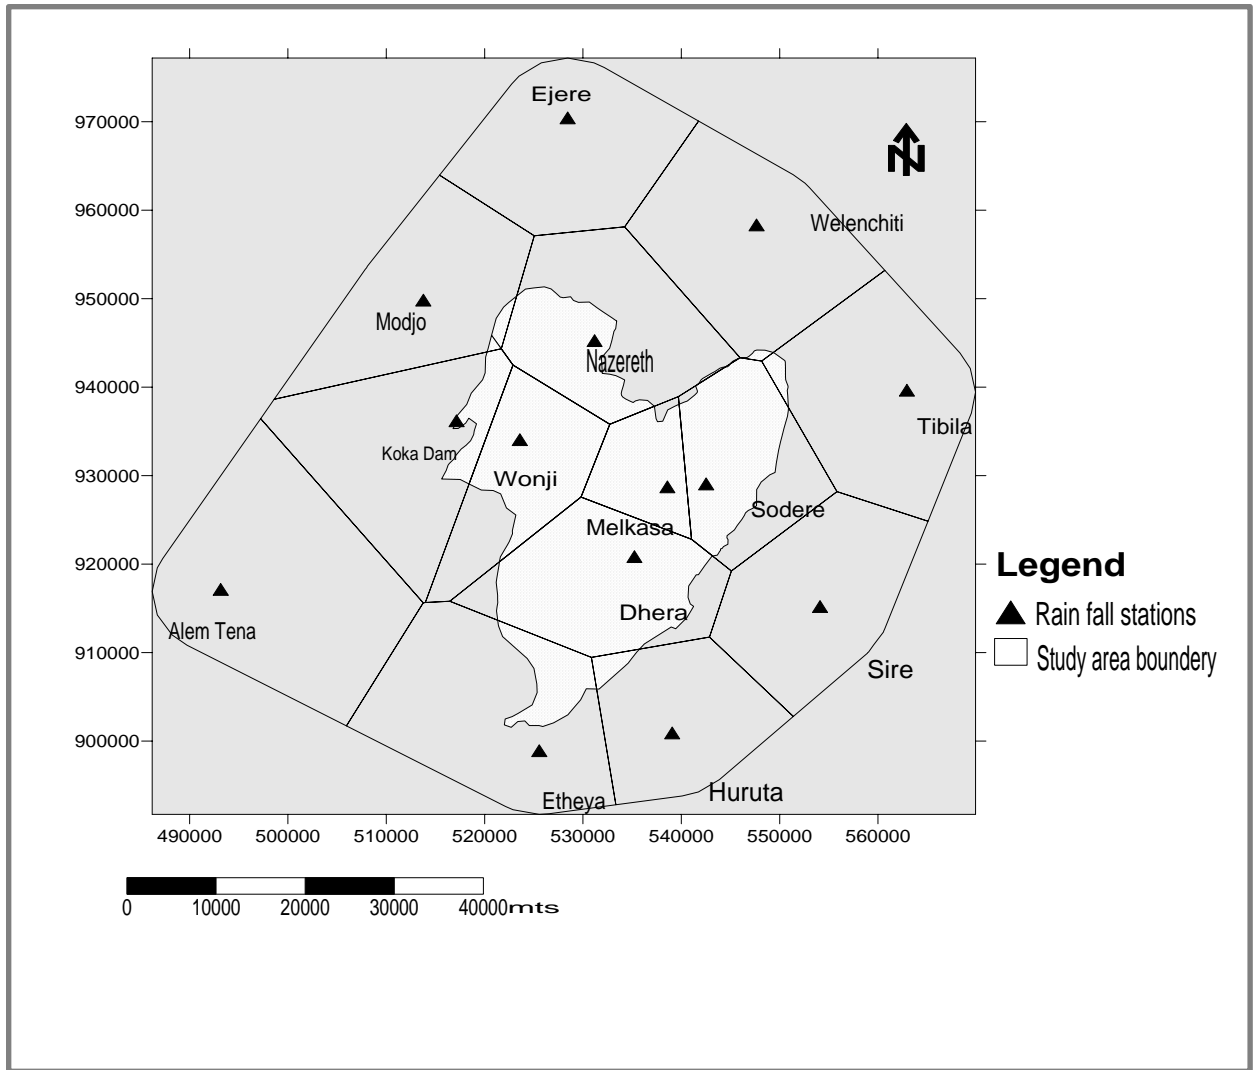 Ejere
970000
N
960000
Welenchiti
950000
Modjo
Nazereth
940000
Tibila
Koka Dam
930000
Wonji
Sodere
Melkasa
920000
Legend
Dhera
Rain fall stations
Alem Tena
910000
Study area boundery
Sire
900000
Huruta
Etheya
490000 500000 510000 520000 530000 540000 550000 560000
0 10000 20000 30000 40000mts